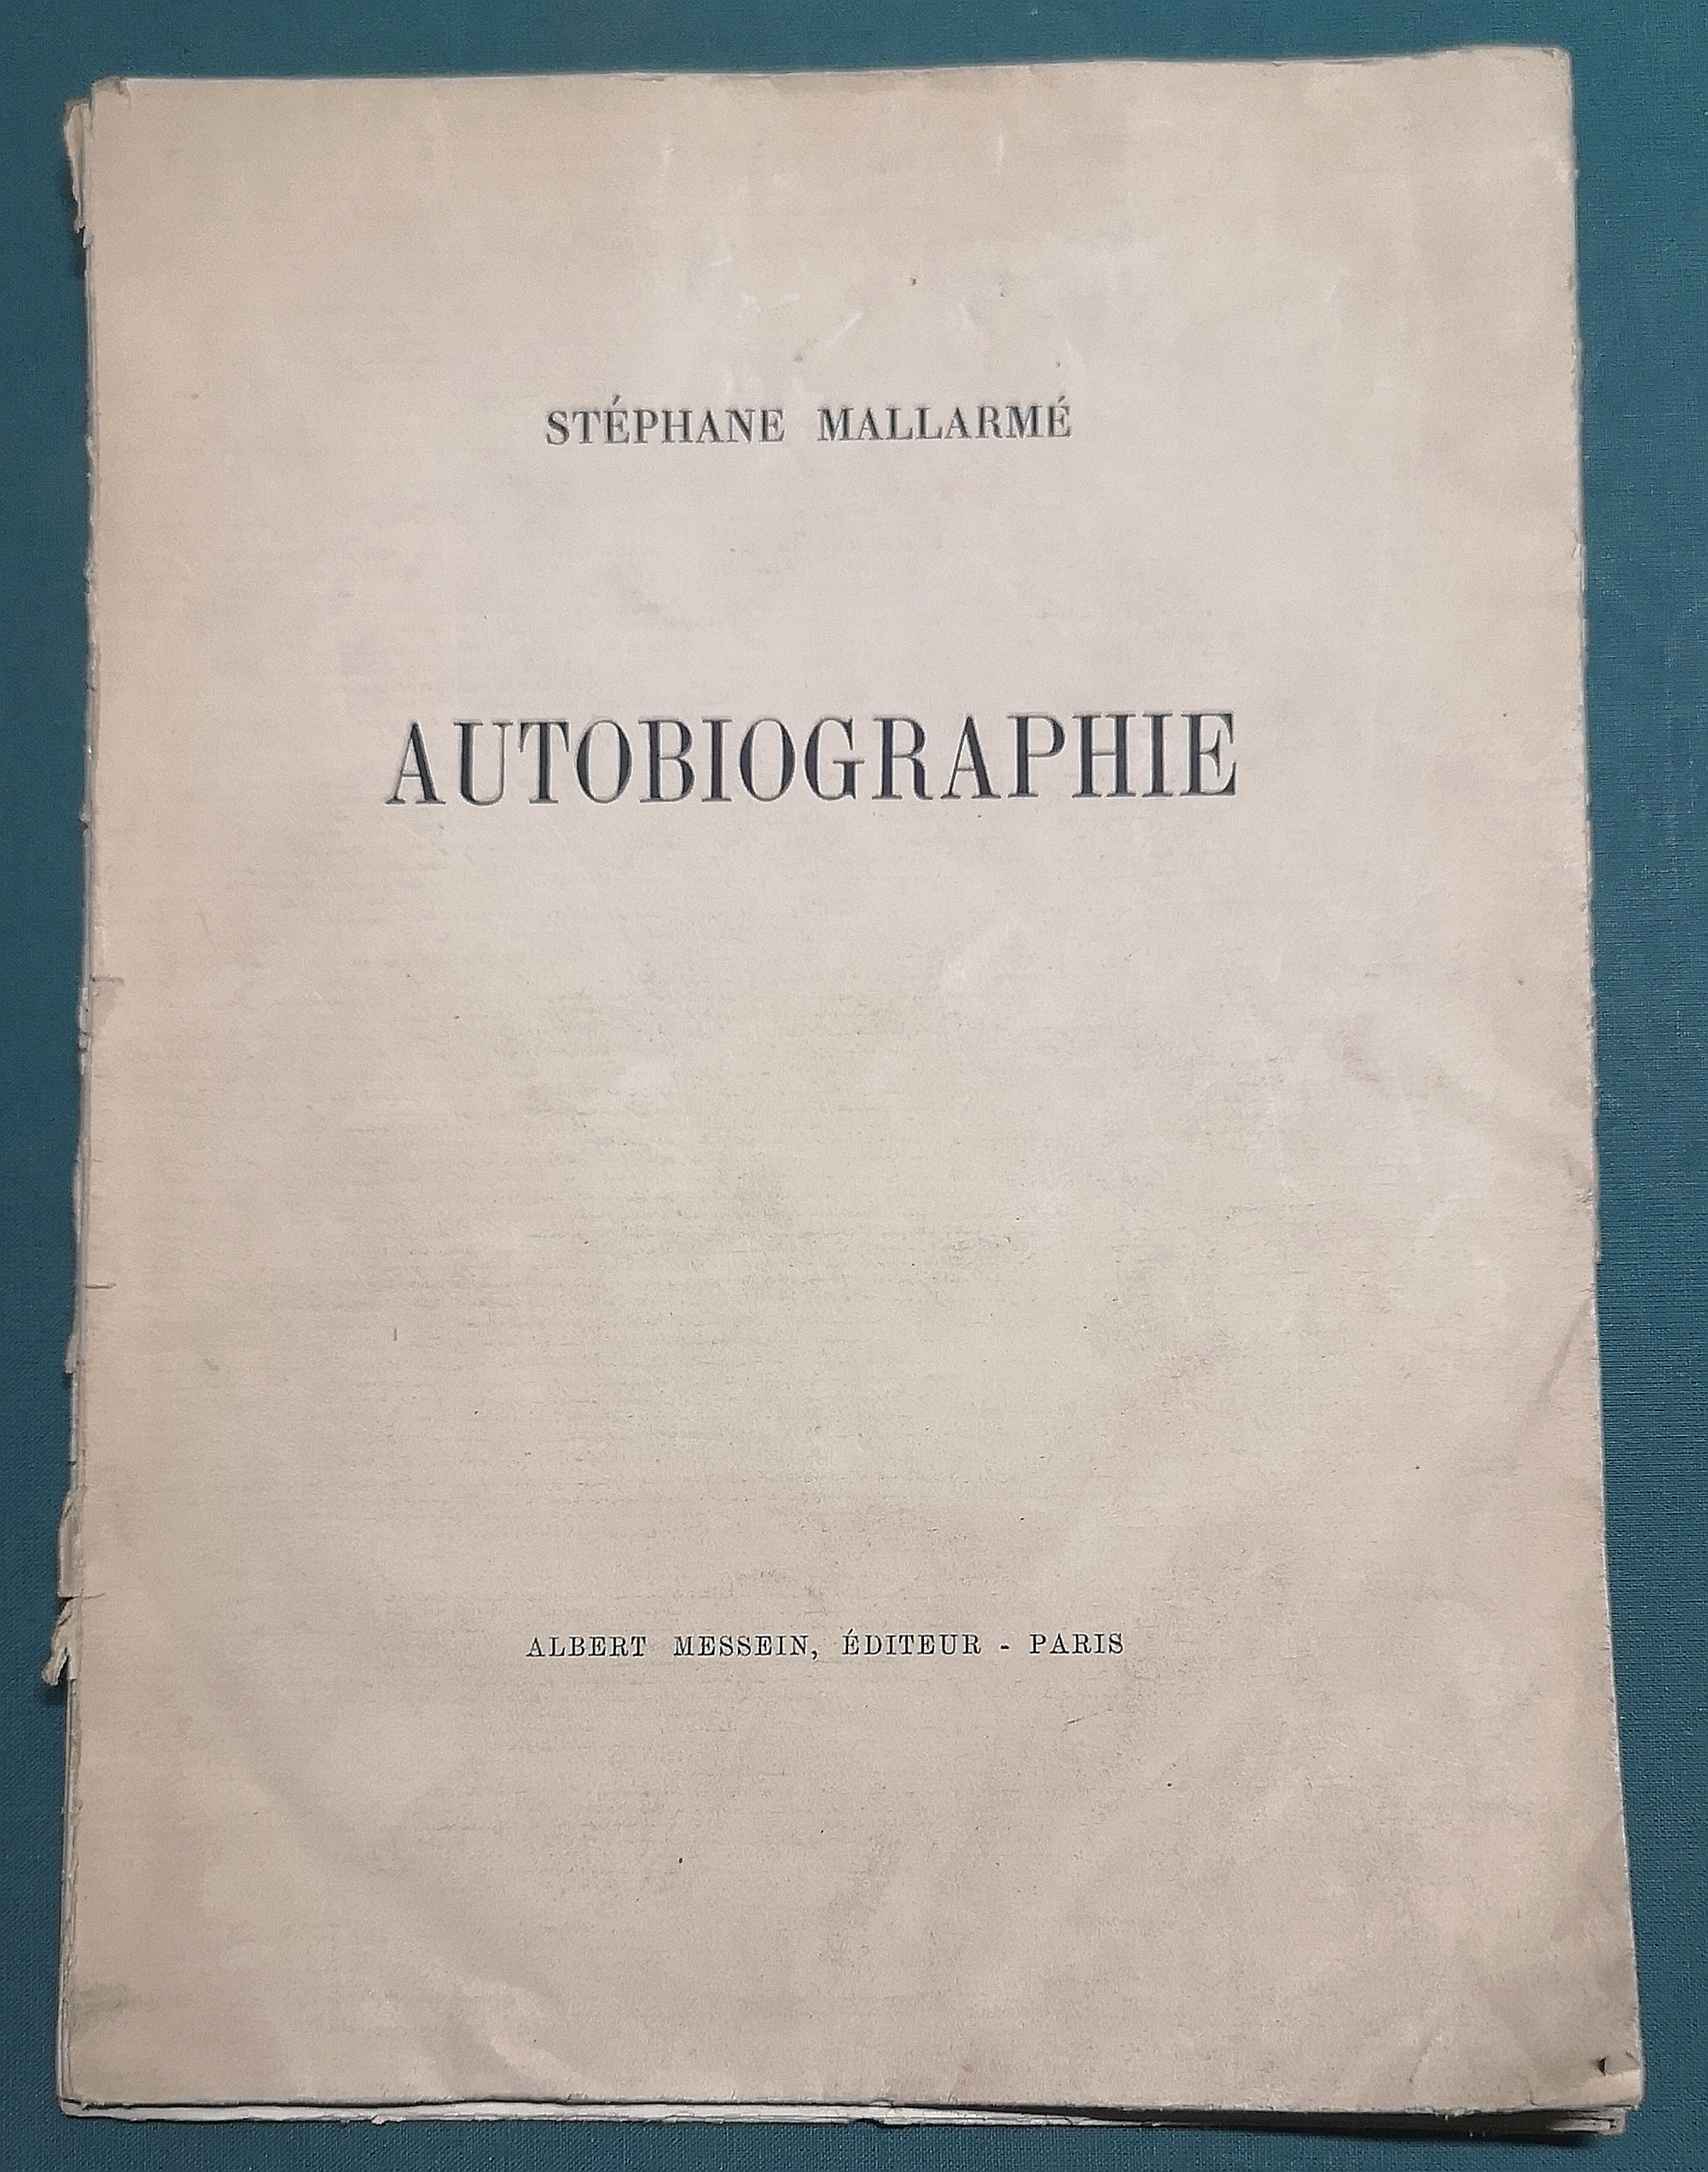 STÉPHANE MALLARMÉ
AUTOBIOGRAPHIE
ALBERT MESSEIN, ÉDITEUR - PARIS